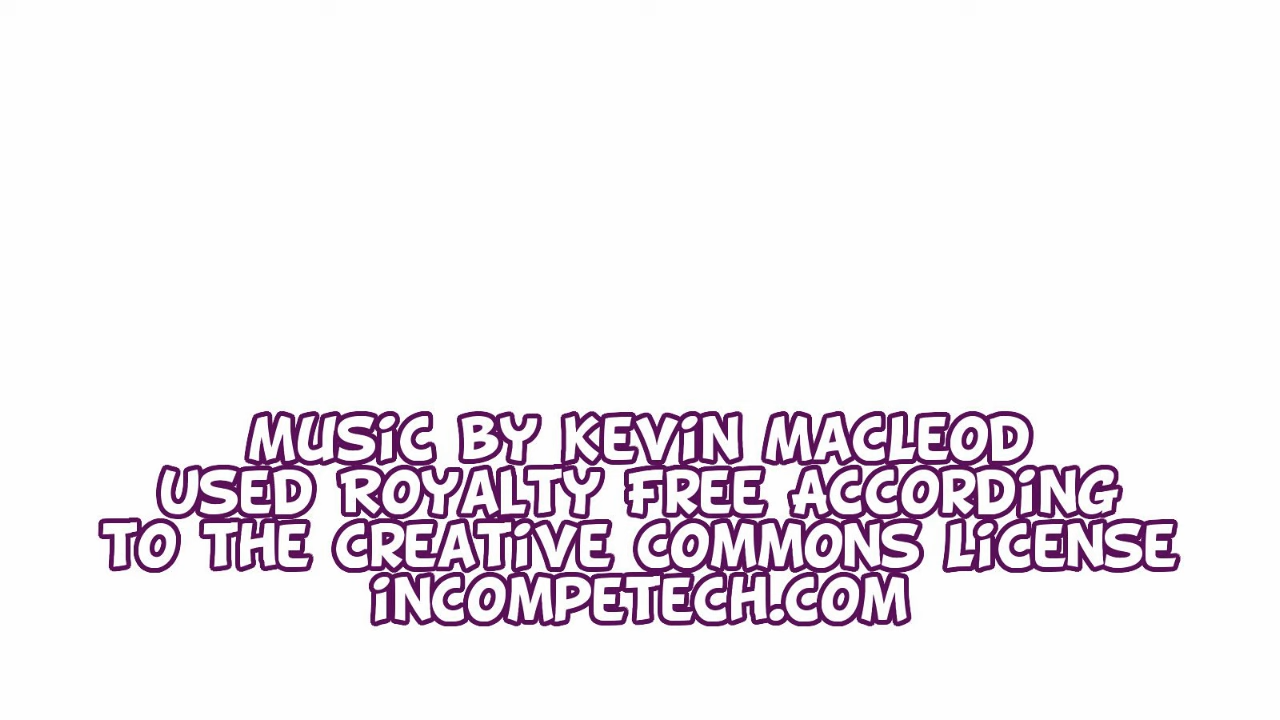 MUSiC BY KEViN MACLEOD
USED ROYALTY FREE ACCORDiNG
TO THE CREATiVE COMMONS LiCENSE
iNCOMPETECH.COM